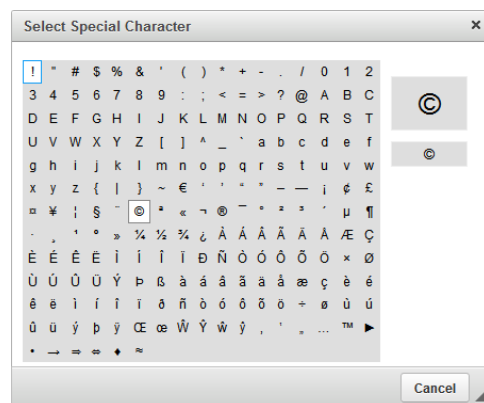 Select Special Character ×
! " # $ % & ' ( ) * + - . / 0 1 2
3 4 5 6 7 8 9 : ; < = > ? @ A B C
D E F G H I J K L M N O P Q R S T
U V W X Y Z [ ] ^ _ ` a b c d e f
g h i j k l m n o p q r s t u v w
x y z { | } ~ € ‘ ’ “ ” – — ¡ ¢ £
¤ ¥ ¦ § ¨ © ª « ¬ ® ¯ ° ² ³ ´ µ ¶
· ¸ ¹ º » ¼ ½ ¾ ¿ À Á Â Ã Ä Å Æ Ç
È É Ê Ë Ì Í Î Ï Ð Ñ Ò Ó Ô Õ Ö × Ø
Ù Ú Û Ü Ý Þ ß à á â ã ä å æ ç è é
ê ë ì í î ï ð ñ ò ó ô õ ö ÷ ø ù ú
û ü ý þ ÿ Œ œ Ŵ Ŷ ŵ ŷ ‚ ‛ „ … ™ ►
• → ⇒ ⇔ ♦ ≈
©
©
Cancel